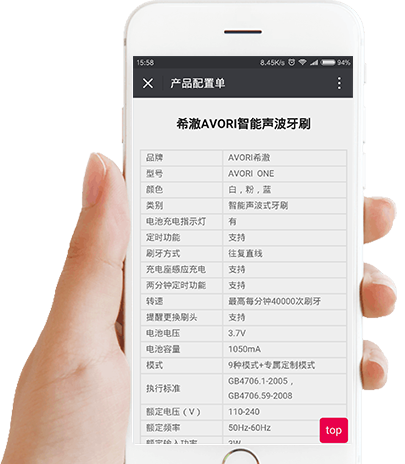 15:58 8.45K/s 94%
产品配置单
希澈AVORI智能声波牙刷
品牌 AVORI希澈
型号 AVORI ONE
颜色 白，粉，蓝
类别 智能声波式牙刷
电池充电指示灯 有
定时功能 支持
刷牙方式 往复直线
充电座感应充电 支持
两分钟定时功能 支持
转速 最高每分钟40000次刷牙
提醒更换刷头 支持
电池电压 3.7V
电池容量 1050mA
模式 9种模式+专属定制模式
执行标准 GB4706.1-2005，
GB4706.59-2008
额定电压（V） 110-240
额定频率 50Hz-60Hz
额定输入功率 3W
top